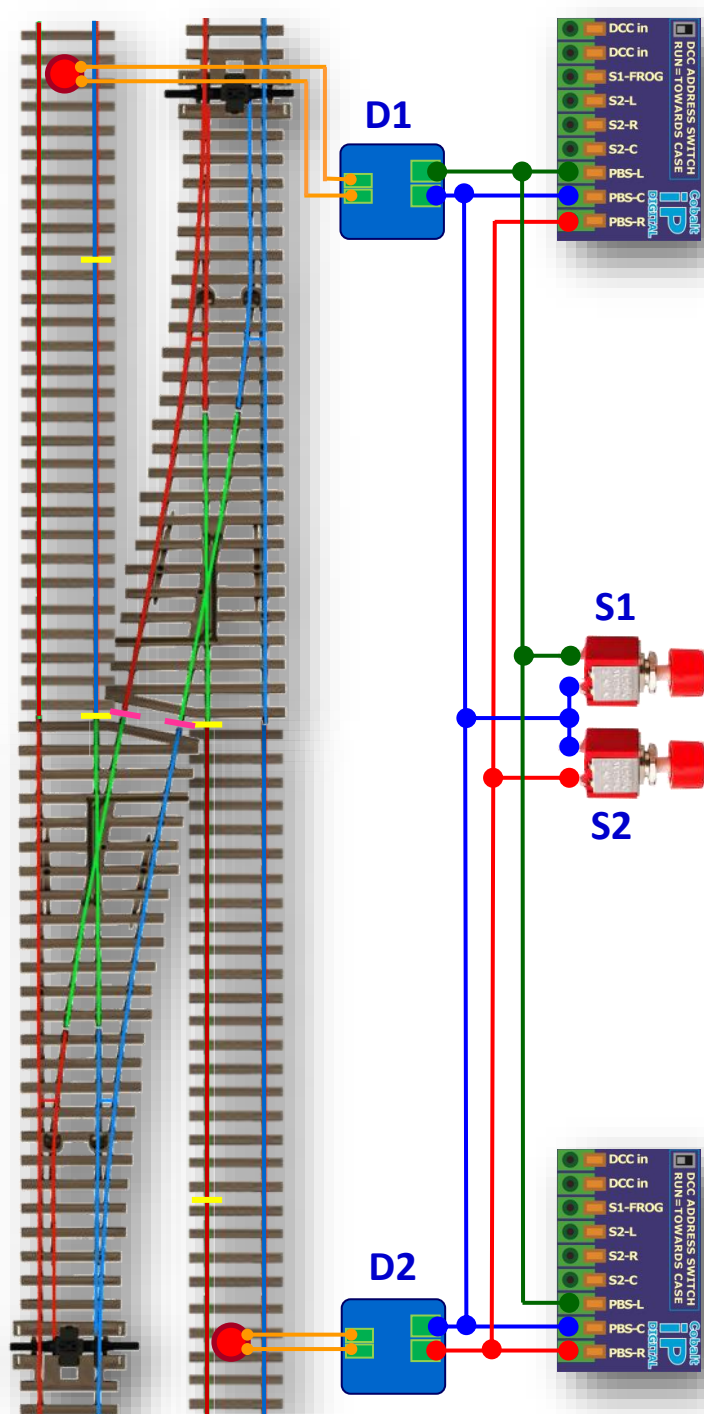 D1
DCC in
DCC in
S1-FROG
S2-L
S2-R
S2-C
PBS-L
PBS-C
PBS-R
DCC ADDRESS SWITCH
RUN=TOWARDS CASE
Cobalt
iP
DIGITAL
S1
S2
D2
DCC in
DCC in
S1-FROG
S2-L
S2-R
S2-C
PBS-L
PBS-C
PBS-R
DCC ADDRESS SWITCH
RUN=TOWARDS CASE
Cobalt
iP
DIGITAL